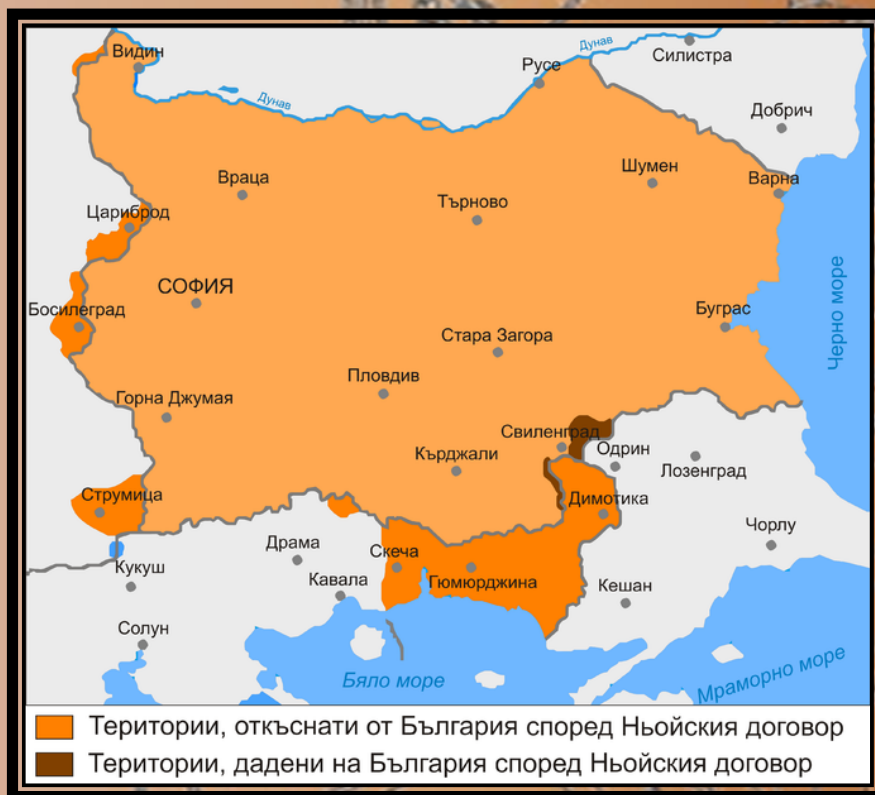 Видин
Дунав
Силистра
Русе
Дунав
Добрич
Враца
Шумен
Варна
Цариброд
Търново
СОФИЯ
Босилеград
Буграс
Черно море
Стара Загора
Пловдив
Горна Джумая
Свиленград
Одрин
Кърджали
Лозенград
Струмица
Димотика
Чорлу
Драма
Скеча
Кукуш
Кавала
Гюмюрджина
Кешан
Солун
Бяло море
Мраморно море
Територии, откъснати от България според Ньойския договор
Територии, дадени на България според Ньойския договор